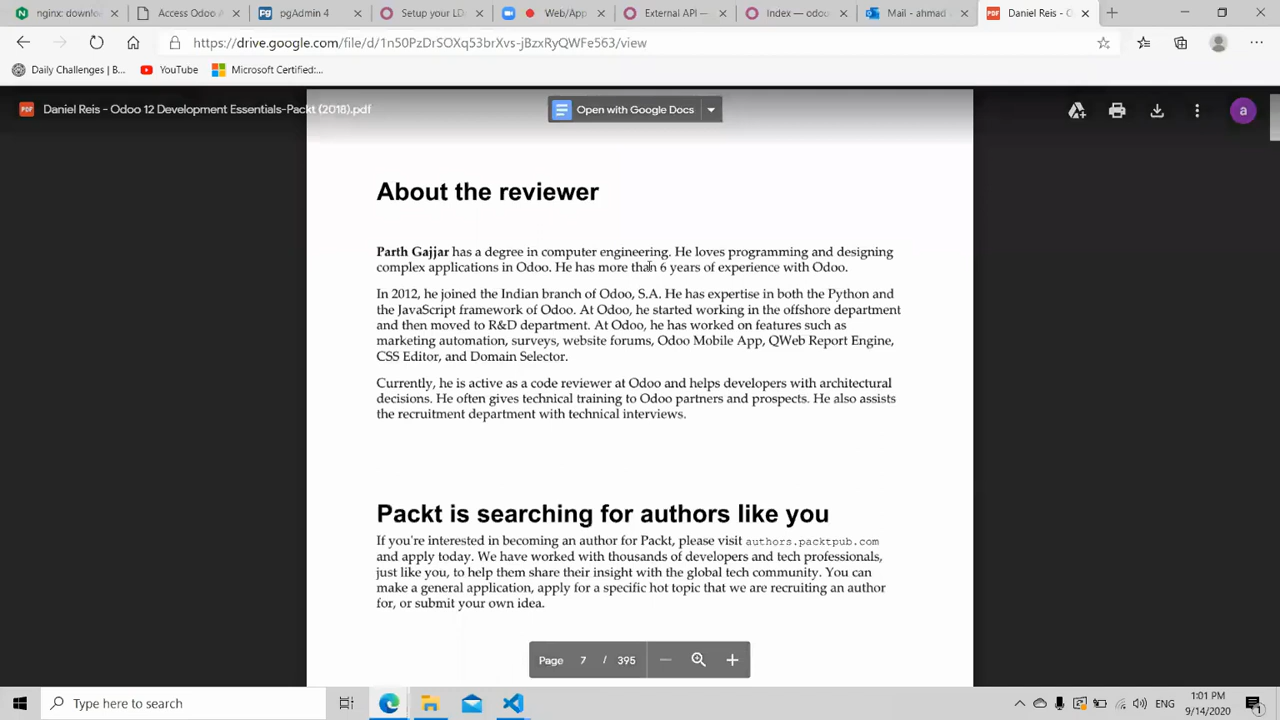 nginx: downlo
Access Odoo A
pgAdmin 4
Setup your LD
Web/App
External API —
Index — odoo
Mail - ahmad
Daniel Reis - Oc
https://drive.google.com/file/d/1n50PzDrSOXq53brXvs-jBzxRyQWFe563/view
Daily Challenges | B...
YouTube
Microsoft Certified:...
PDF
Daniel Reis – Odoo 12 Development Essentials-Packt (2018).pdf
Open with Google Docs
a
About the reviewer
Parth Gajjar has a degree in computer engineering. He loves programming and designing
complex applications in Odoo. He has more than 6 years of experience with Odoo.
In 2012, he joined the Indian branch of Odoo, S.A. He has expertise in both the Python and
the JavaScript framework of Odoo. At Odoo, he started working in the offshore department
and then moved to R&D department. At Odoo, he has worked on features such as
marketing automation, surveys, website forums, Odoo Mobile App, QWeb Report Engine,
CSS Editor, and Domain Selector.
Currently, he is active as a code reviewer at Odoo and helps developers with architectural
decisions. He often gives technical training to Odoo partners and prospects. He also assists
the recruitment department with technical interviews.
Packt is searching for authors like you
If you're interested in becoming an author for Packt, please visit authors.packtpub.com
and apply today. We have worked with thousands of developers and tech professionals,
just like you, to help them share their insight with the global tech community. You can
make a general application, apply for a specific hot topic that we are recruiting an author
for, or submit your own idea.
Page 7 / 395
Type here to search
ENG
1:01 PM
9/14/2020